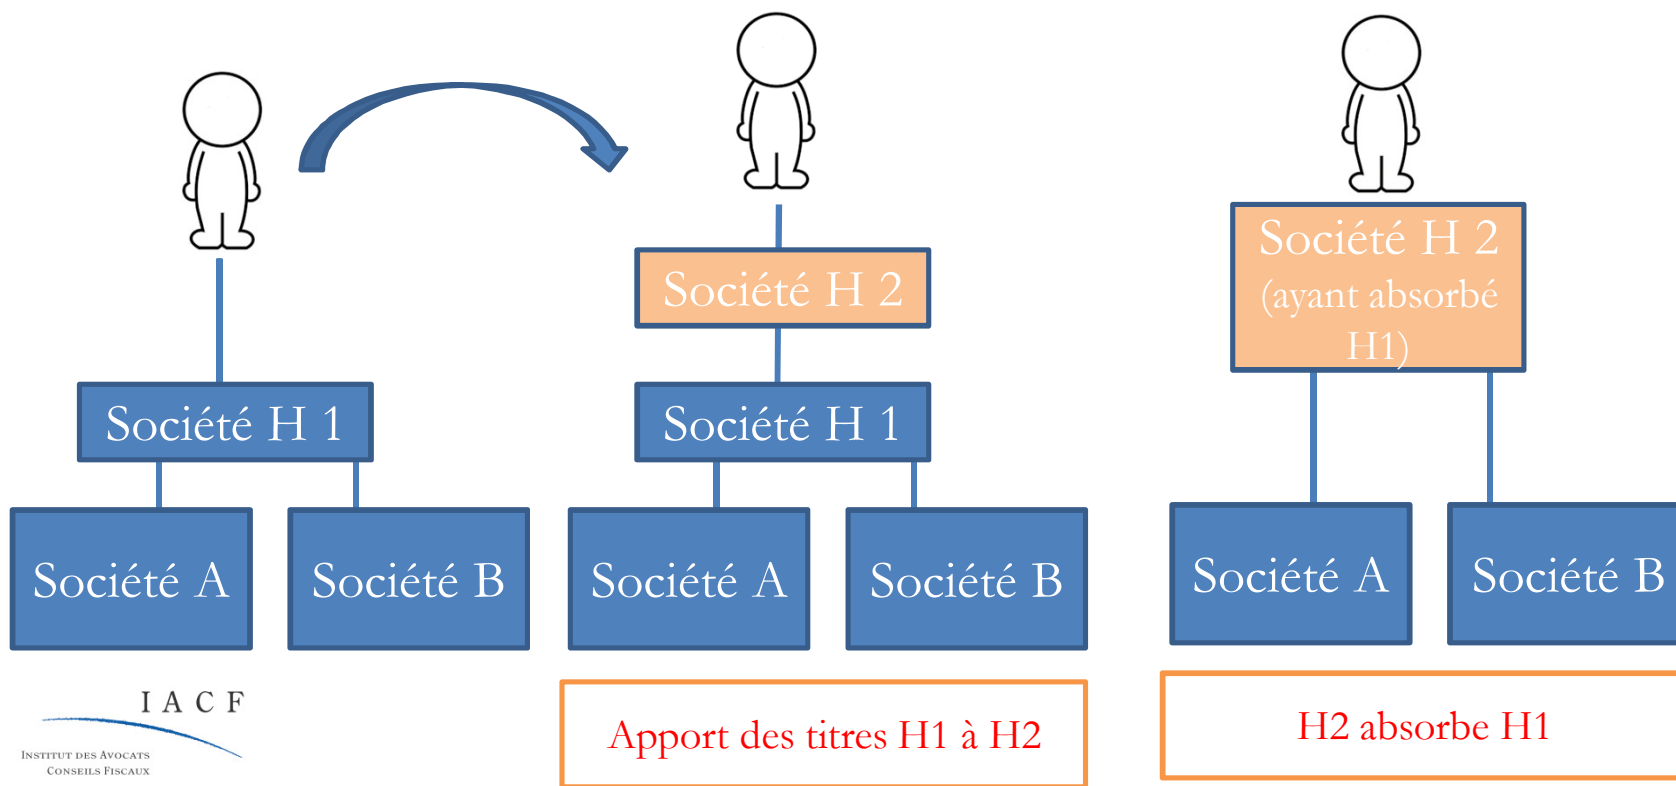 Société H 1
Société A
Société B
I A C F
INSTITUT DES AVOCATS
CONSEILS FISCAUX
Société H 2
Société H 1
Société A
Société B
Apport des titres H1 à H2
Société H 2
(ayant absorbé
H1)
Société A
Société B
H2 absorbe H1